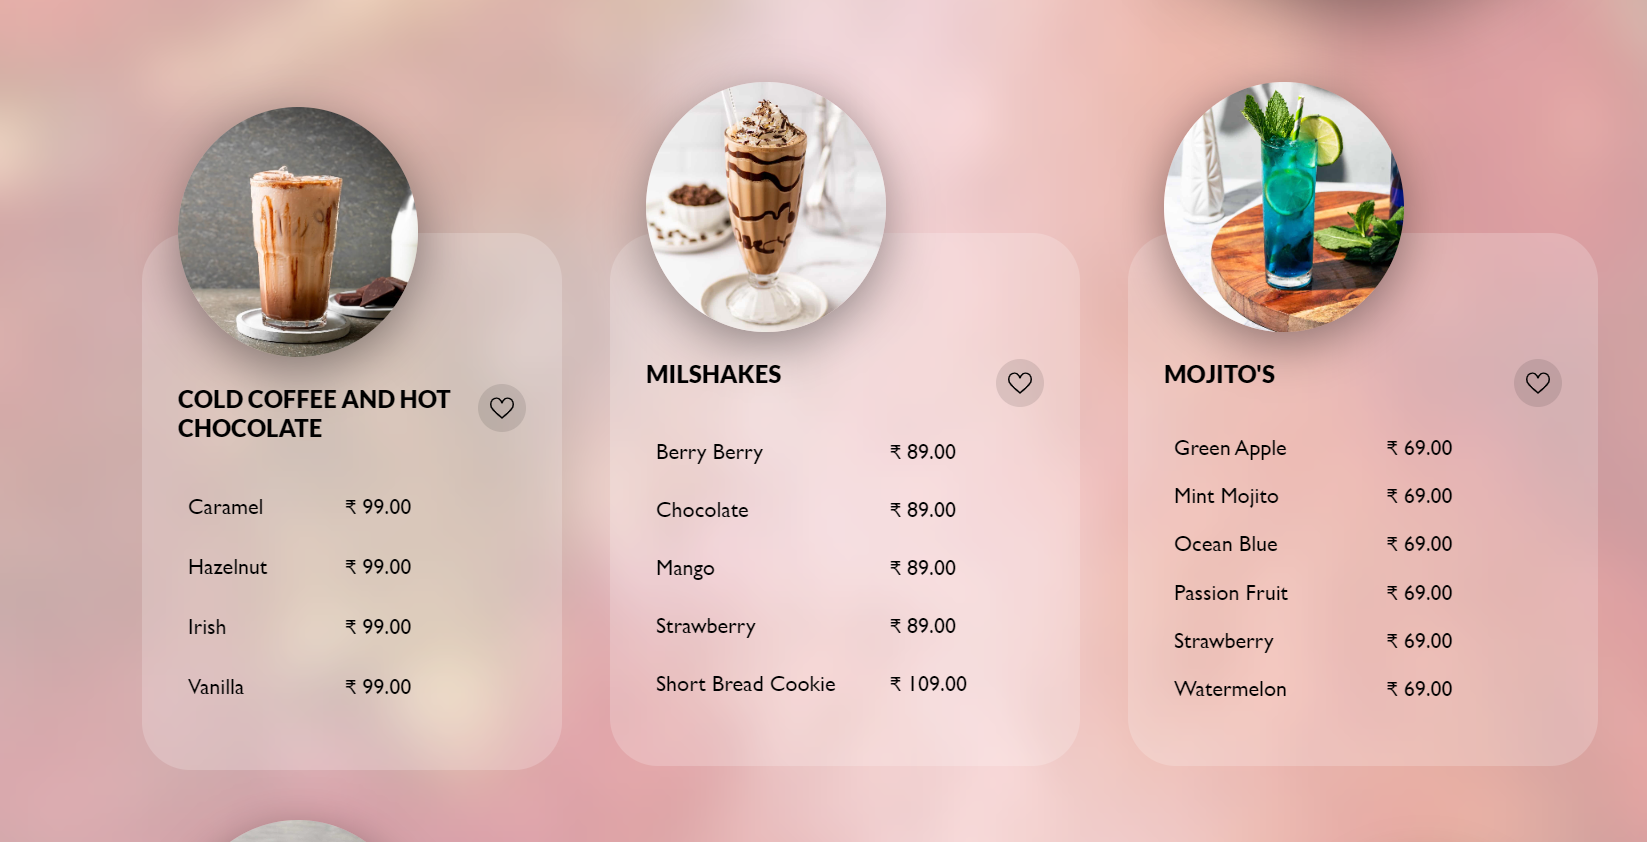 COLD COFFEE AND HOT
CHOCOLATE
Caramel ₹ 99.00
Hazelnut ₹ 99.00
Irish ₹ 99.00
Vanilla ₹ 99.00
MILSHAKES
Berry Berry ₹ 89.00
Chocolate ₹ 89.00
Mango ₹ 89.00
Strawberry ₹ 89.00
Short Bread Cookie ₹ 109.00
MOJITO'S
Green Apple ₹ 69.00
Mint Mojito ₹ 69.00
Ocean Blue ₹ 69.00
Passion Fruit ₹ 69.00
Strawberry ₹ 69.00
Watermelon ₹ 69.00